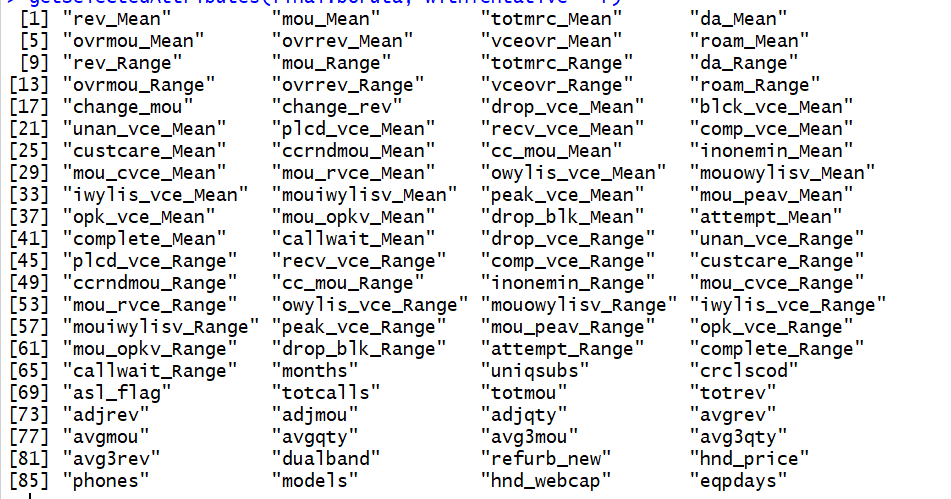 [1] "rev_Mean" "mou_Mean" "totmrc_Mean" "da_Mean"
[5] "ovrmou_Mean" "ovrrev_Mean" "vceovr_Mean" "roam_Mean"
[9] "rev_Range" "mou_Range" "totmrc_Range" "da_Range"
[13] "ovrmou_Range" "ovrrev_Range" "vceovr_Range" "roam_Range"
[17] "change_mou" "change_rev" "drop_vce_Mean" "blck_vce_Mean"
[21] "unan_vce_Mean" "plcd_vce_Mean" "recv_vce_Mean" "comp_vce_Mean"
[25] "custcare_Mean" "ccrndmou_Mean" "cc_mou_Mean" "inonemin_Mean"
[29] "mou_cvce_Mean" "mou_rvce_Mean" "owylis_vce_Mean" "mouowylisv_Mean"
[33] "iwylis_vce_Mean" "mouiwylisv_Mean" "peak_vce_Mean" "mou_peav_Mean"
[37] "opk_vce_Mean" "mou_opkv_Mean" "drop_blk_Mean" "attempt_Mean"
[41] "complete_Mean" "callwait_Mean" "drop_vce_Range" "unan_vce_Range"
[45] "plcd_vce_Range" "recv_vce_Range" "comp_vce_Range" "custcare_Range"
[49] "ccrndmou_Range" "cc_mou_Range" "inonemin_Range" "mou_cvce_Range"
[53] "mou_rvce_Range" "owylis_vce_Range" "mouowylisv_Range" "iwylis_vce_Range"
[57] "mouiwylisv_Range" "peak_vce_Range" "mou_peav_Range" "opk_vce_Range"
[61] "mou_opkv_Range" "drop_blk_Range" "attempt_Range" "complete_Range"
[65] "callwait_Range" "months" "uniqsubs" "crclscod"
[69] "asl_flag" "totcalls" "totmou" "totrev"
[73] "adjrev" "adjmou" "adjqty" "avgrev"
[77] "avgmou" "avgqty" "avg3mou" "avg3qty"
[81] "avg3rev" "dualband" "refurb_new" "hnd_price"
[85] "phones" "models" "hnd_webcap" "eqpdays"